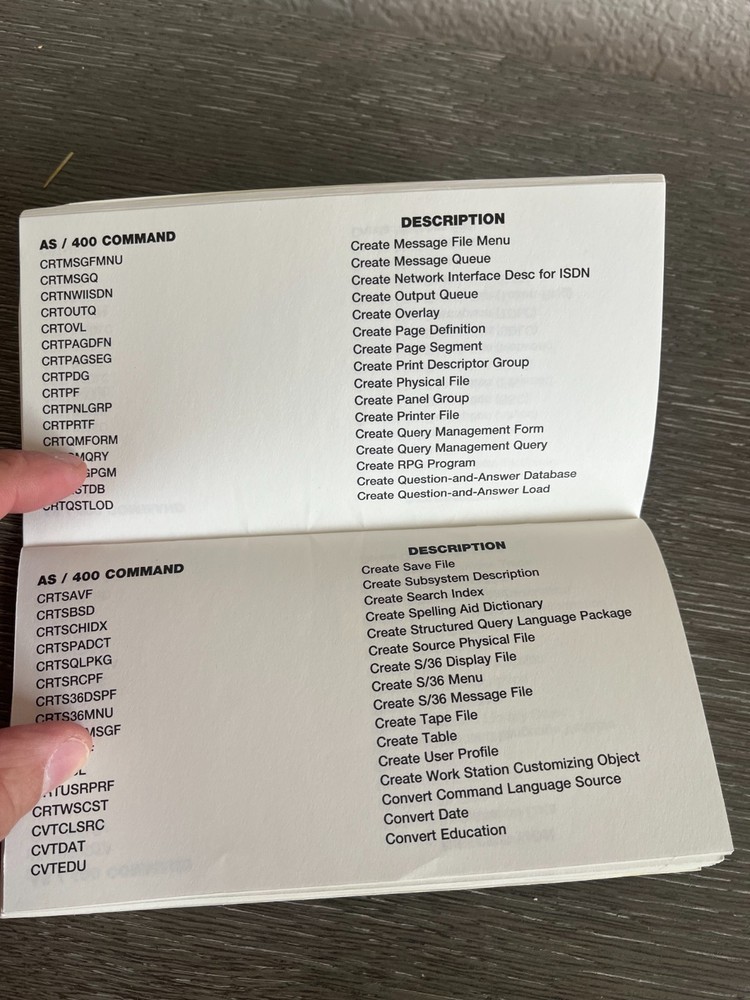 AS / 400 COMMAND DESCRIPTION
CRTMSGFMNU Create Message File Menu
CRTMSGQ Create Message Queue
CRTNWIISDN Create Network Interface Desc for ISDN
CRTOUTQ Create Output Queue
CRTOVL Create Overlay
CRTPAGDFN Create Page Definition
CRTPAGSEG Create Page Segment
CRTPDG Create Print Descriptor Group
CRTPF Create Physical File
CRTPNLGRP Create Panel Group
CRTPRTF Create Printer File
CRTQMFORM Create Query Management Form
Create Query Management Query
Create RPG Program
Create Question-and-Answer Database
CRTQSTLOD Create Question-and-Answer Load
AS / 400 COMMAND DESCRIPTION
CRTSAVF Create Save File
CRTSBSD Create Subsystem Description
CRTSCHIDX Create Search Index
CRTSPADCT Create Spelling Aid Dictionary
CRTSQLPKG Create Structured Query Language Package
CRTSRCPF Create Source Physical File
CRTS36DSPF Create S/36 Display File
CRTS36MNU Create S/36 Menu
Create S/36 Message File
Create Tape File
Create Table
Create User Profile
CRTWSCST Create Work Station Customizing Object
CVTCLSRC Convert Command Language Source
CVTDAT Convert Date
CVTEDU Convert Education